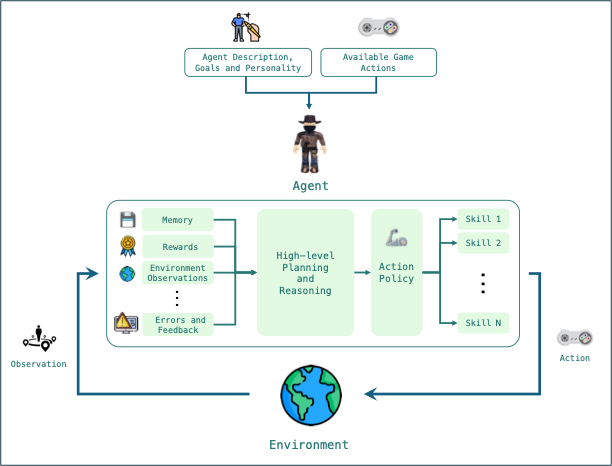 Agent Description,
Goals and Personality
Available Game
Actions
Agent
Memory
Rewards
Environment
Observations
Errors and
Feedback
High-level
Planning
and
Reasoning
Action
Policy
Skill 1
Skill 2
Skill N
Observation
Action
Environment